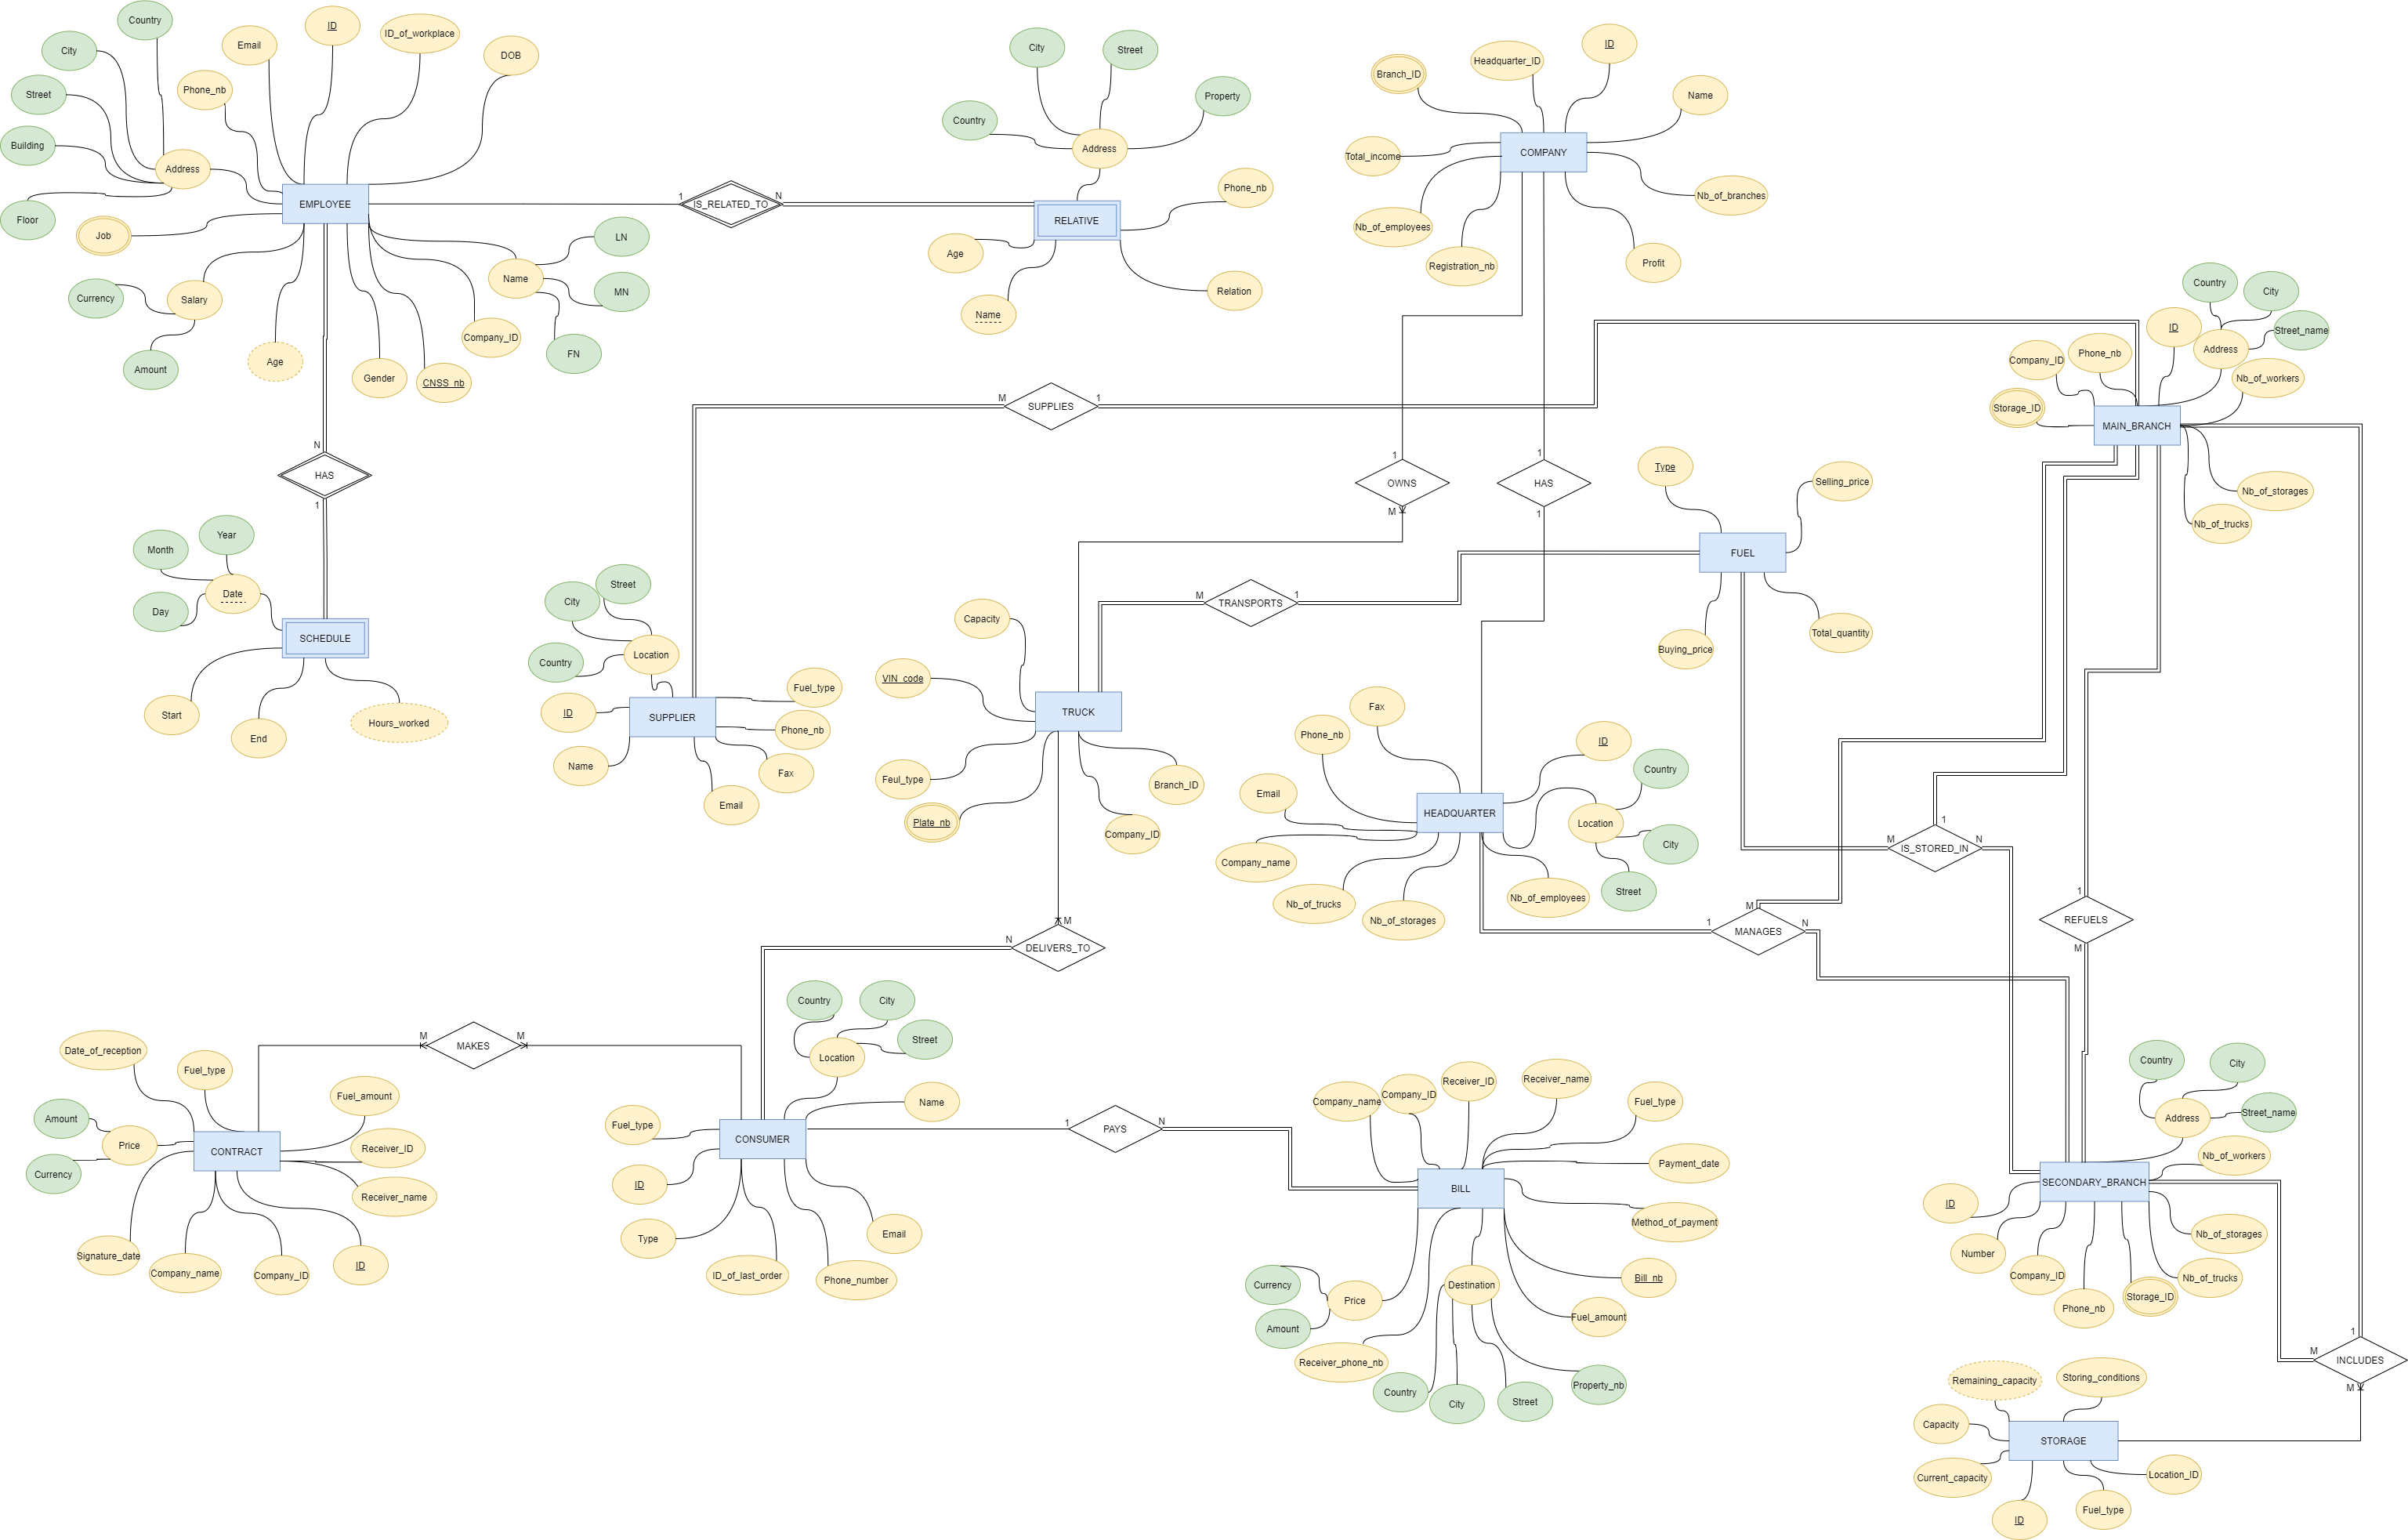 Country
City
Street
Building
Floor
Address
Phone_nb
Email
ID
ID_of_workplace
DOB
EMPLOYEE
Job
Currency
Salary
Amount
Age
Gender
CNSS_nb
Company_ID
Name
LN
MN
FN
1
IS_RELATED_TO
N
City
Street
Country
Property
Address
Phone_nb
RELATIVE
Age
Name
Relation
Branch_ID
Headquarter_ID
ID
Name
Total_income
COMPANY
Nb_of_branches
Nb_of_employees
Registration_nb
Profit
Country
City
Street_name
ID
Address
Phone_nb
Company_ID
Nb_of_workers
Storage_ID
MAIN_BRANCH
Nb_of_storages
Nb_of_trucks
M
SUPPLIES
1
N
HAS
1
1
OWNS
M
1
HAS
1
Type
Selling_price
FUEL
Buying_price
Total_quantity
Month
Year
Day
Date
SCHEDULE
Start
End
Hours_worked
Street
City
Country
Location
ID
SUPPLIER
Fuel_type
Phone_nb
Name
Fax
Email
M
TRANSPORTS
1
Capacity
VIN_code
TRUCK
Feul_type
Plate_nb
Branch_ID
Company_ID
Fax
Phone_nb
ID
Country
Email
HEADQUARTER
Location
City
Company_name
Street
Nb_of_trucks
Nb_of_storages
Nb_of_employees
1
M
IS_STORED_IN
N
1
REFUELS
M
M
1
MANAGES
N
M
N
DELIVERS_TO
M
MAKES
M
Date_of_reception
Fuel_type
Fuel_amount
Amount
Price
Currency
CONTRACT
Receiver_ID
Receiver_name
Signature_date
Company_name
Company_ID
ID
Country
City
Street
Location
Name
Fuel_type
CONSUMER
ID
Type
ID_of_last_order
Phone_number
Email
1
PAYS
N
Company_name
Company_ID
Receiver_ID
Receiver_name
Fuel_type
Payment_date
BILL
Method_of_payment
Bill_nb
Fuel_amount
Currency
Price
Amount
Destination
Receiver_phone_nb
Country
City
Street
Property_nb
Country
City
Street_name
Address
Nb_of_workers
SECONDARY_BRANCH
ID
Number
Company_ID
Phone_nb
Storage_ID
Nb_of_trucks
Nb_of_storages
1
M
INCLUDES
M
Remaining_capacity
Storing_conditions
Capacity
STORAGE
Current_capacity
Location_ID
ID
Fuel_type